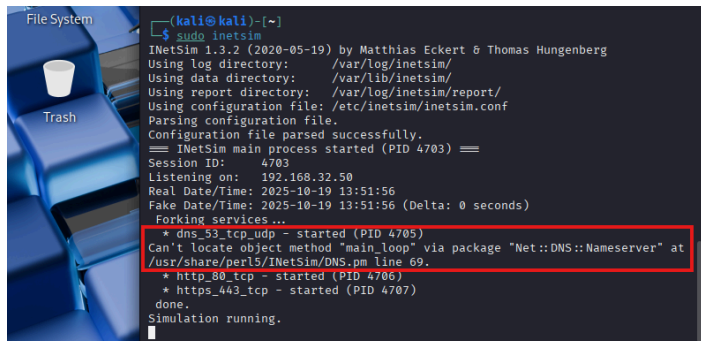 File System
Trash
┌──(kali㉿kali)-[~]
└─$ sudo inetsim
INetSim 1.3.2 (2020-05-19) by Matthias Eckert & Thomas Hungenberg
Using log directory:      /var/log/inetsim/
Using data directory:     /var/lib/inetsim/
Using report directory:   /var/log/inetsim/report/
Using configuration file: /etc/inetsim/inetsim.conf
Parsing configuration file.
Configuration file parsed successfully.
=== INetSim main process started (PID 4703) ===
Session ID:     4703
Listening on:   192.168.32.50
Real Date/Time: 2025-10-19 13:51:56
Fake Date/Time: 2025-10-19 13:51:56 (Delta: 0 seconds)
 Forking services...
  * dns_53_tcp_udp - started (PID 4705)
Can't locate object method "main_loop" via package "Net::DNS::Nameserver" at
/usr/share/perl5/INetSim/DNS.pm line 69.
  * http_80_tcp - started (PID 4706)
  * https_443_tcp - started (PID 4707)
 done.
Simulation running.